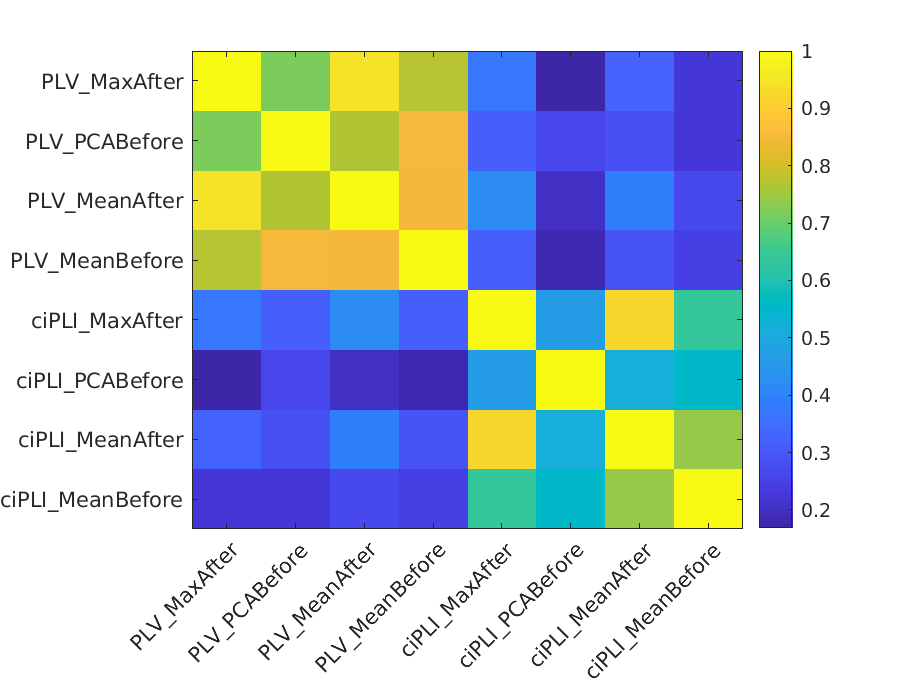 PLV_MaxAfter
PLV_PCABefore
PLV_MeanAfter
PLV_MeanBefore
ciPLI_MaxAfter
ciPLI_PCABefore
ciPLI_MeanAfter
ciPLI_MeanBefore
PLV_MaxAfter
PLV_PCABefore
PLV_MeanAfter
PLV_MeanBefore
ciPLI_MaxAfter
ciPLI_PCABefore
ciPLI_MeanAfter
ciPLI_MeanBefore
1
0.9
0.8
0.7
0.6
0.5
0.4
0.3
0.2